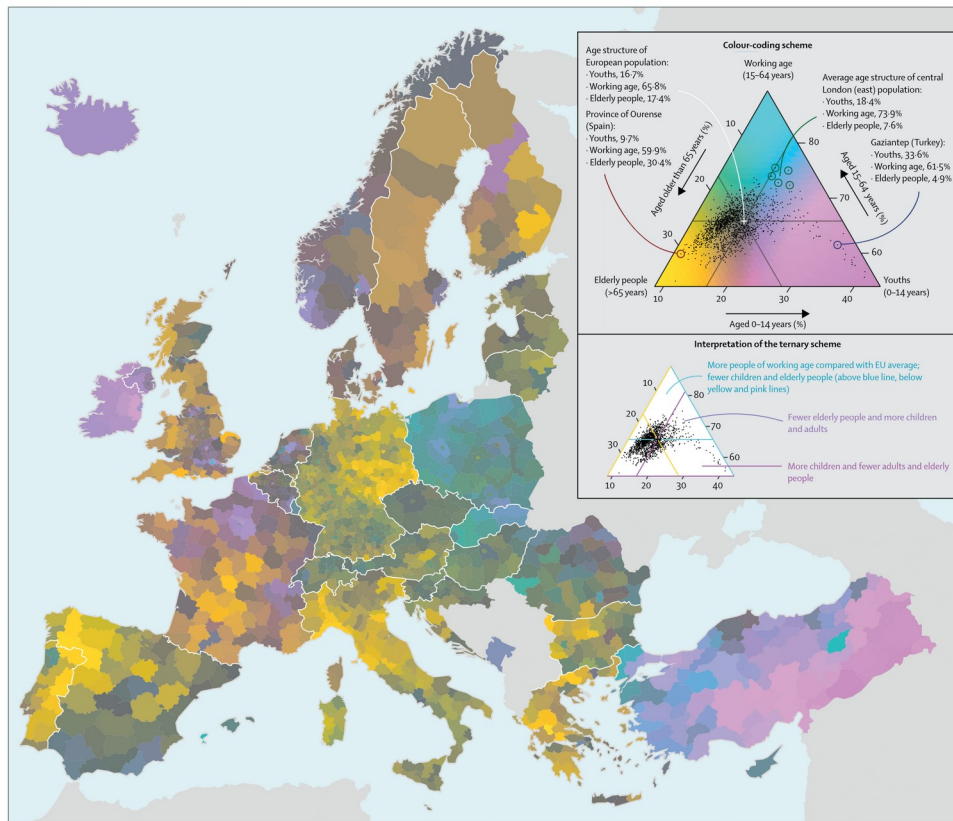 Colour-coding scheme
Age structure of
European population:
· Youths, 16·7%
· Working age, 65·8%
· Elderly people, 17·4%
Province of Ourense
(Spain):
· Youths, 9·7%
· Working age, 59·9%
· Elderly people, 30·4%
Working age
(15–64 years)
Average age structure of central
London (east) population:
· Youths, 18·4%
· Working age, 73·9%
· Elderly people, 7·6%
Gaziantep (Turkey):
· Youths, 33·6%
· Working age, 61·5%
· Elderly people, 4·9%
Aged older than 65 years (%)
Aged 15–64 years (%)
10
20
30
80
70
60
Elderly people
(>65 years)
Youths
(0–14 years)
10
20
30
40
Aged 0–14 years (%)
Interpretation of the ternary scheme
More people of working age compared with EU average;
fewer children and elderly people (above blue line, below
yellow and pink lines)
Fewer elderly people and more children
and adults
More children and fewer adults and elderly
people
10
20
30
80
70
60
10
20
30
40